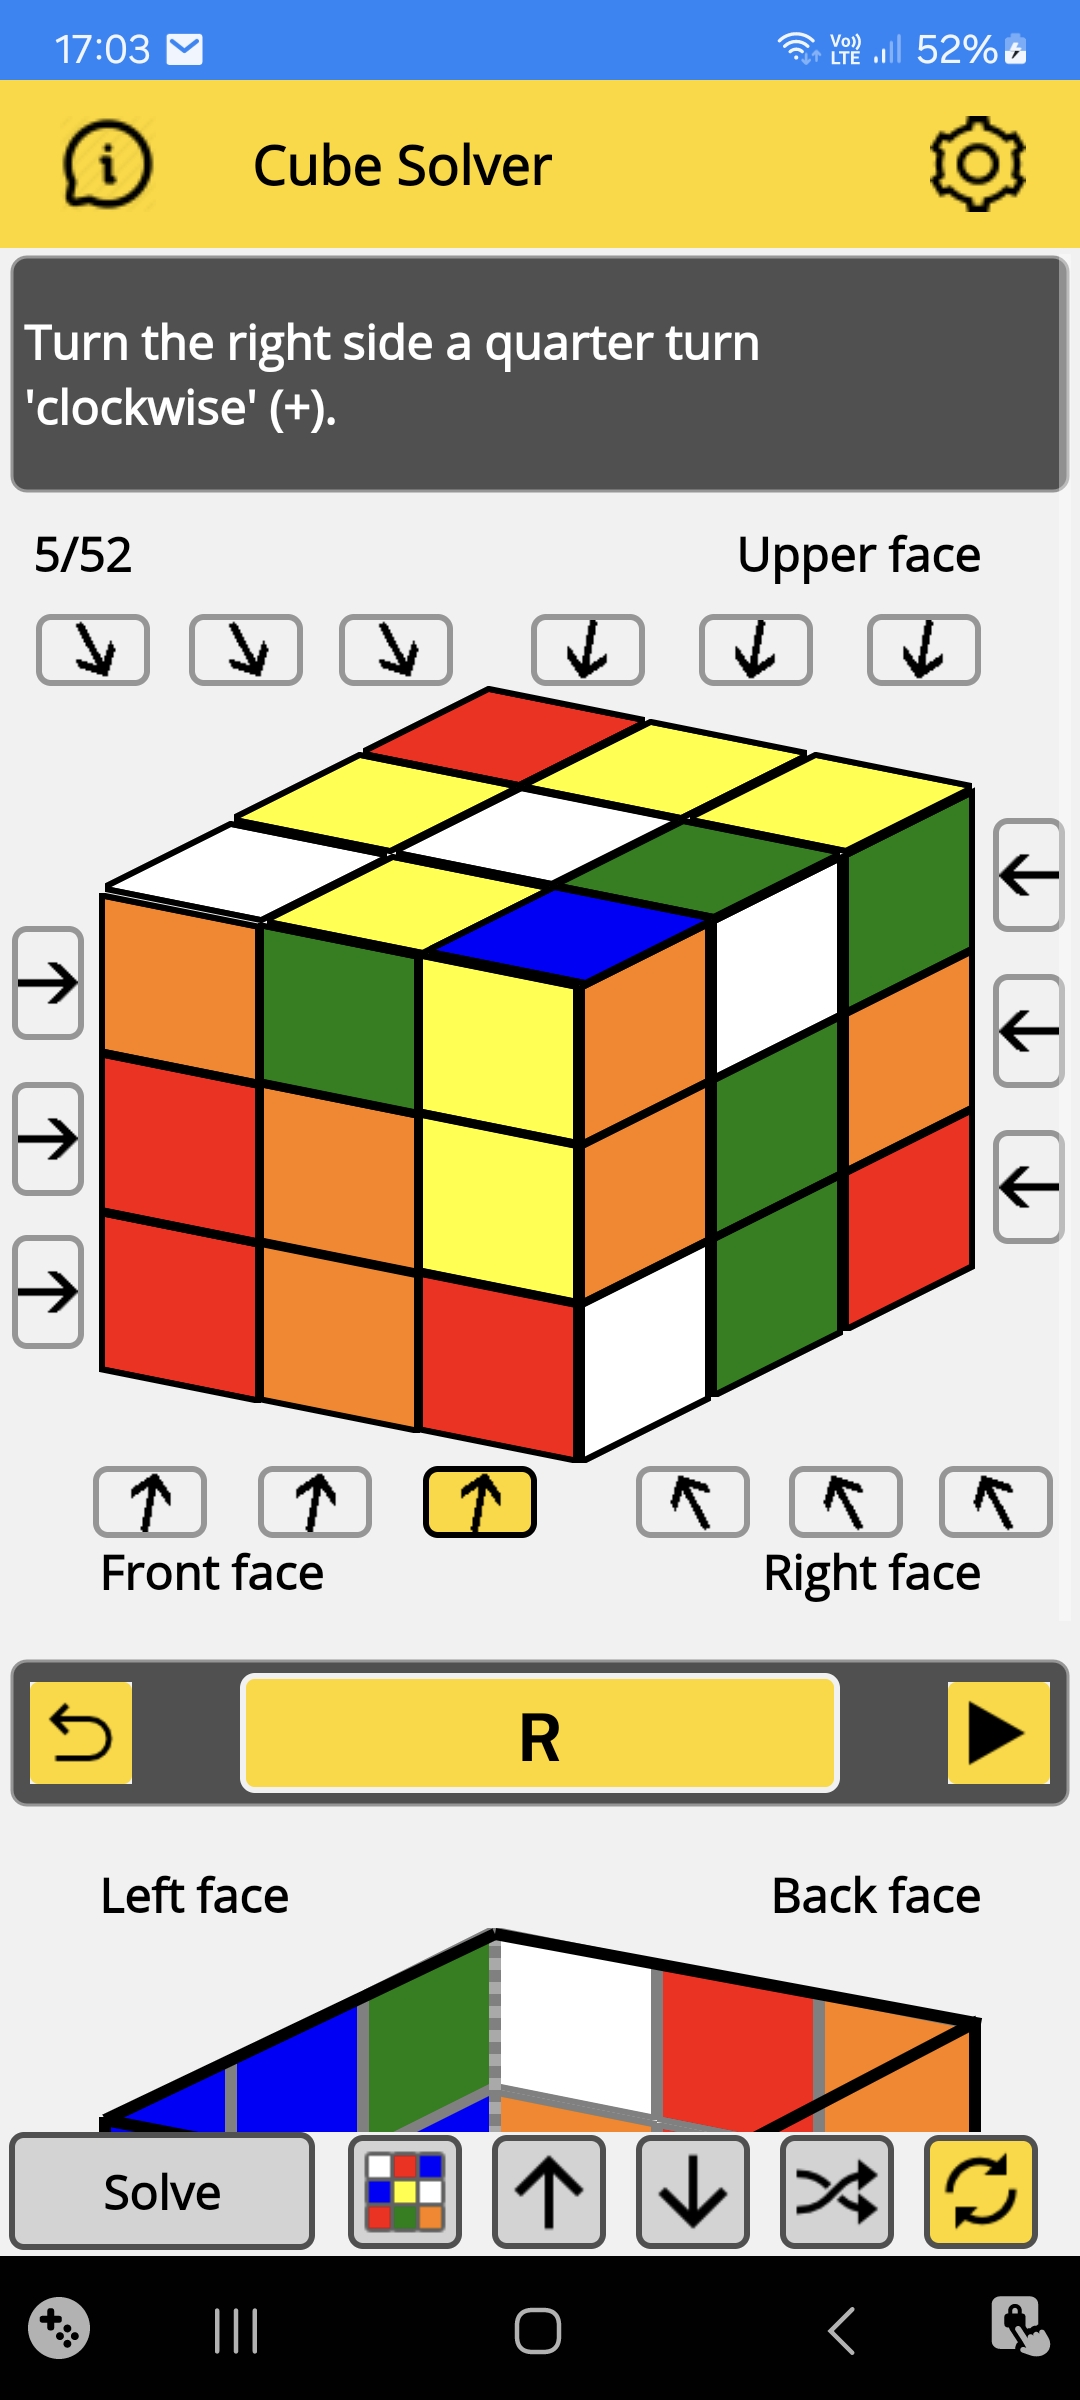 17:03
Vo)) LTE 52%
Cube Solver
Turn the right side a quarter turn
'clockwise' (+).
5/52
Upper face
Front face
Right face
R
Left face
Back face
Solve